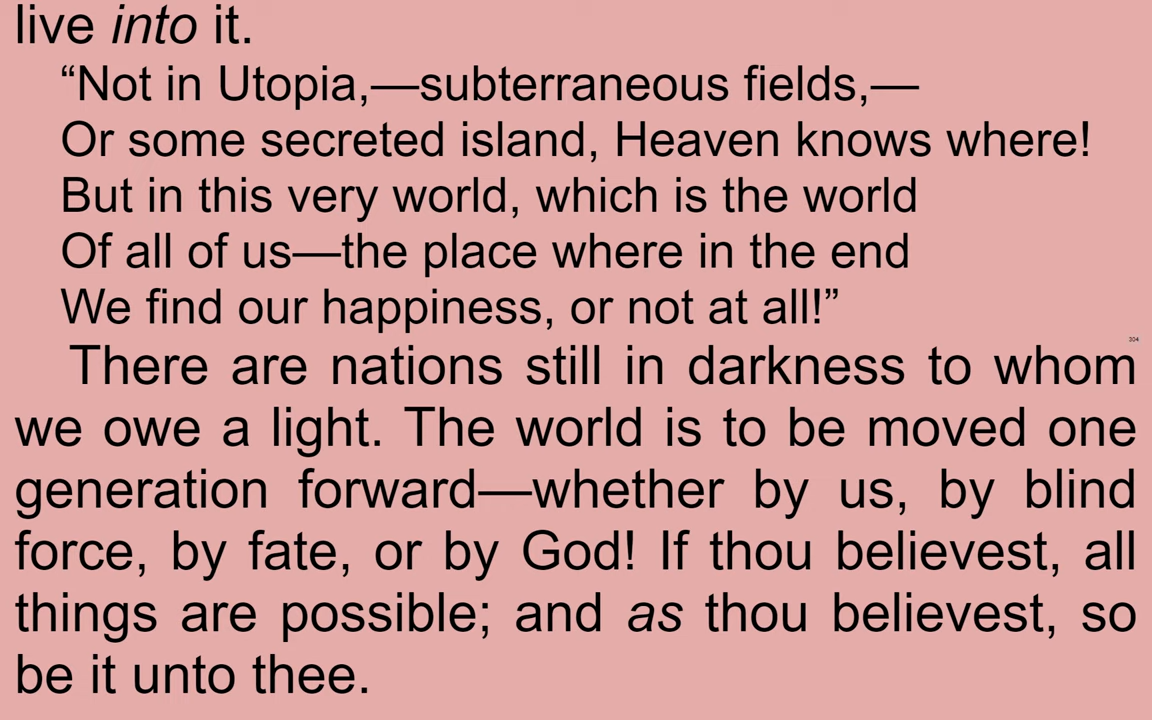 live into it.
“Not in Utopia,—subterraneous fields,—
Or some secreted island, Heaven knows where!
But in this very world, which is the world
Of all of us—the place where in the end
We find our happiness, or not at all!”
304
There are nations still in darkness to whom
we owe a light. The world is to be moved one
generation forward—whether by us, by blind
force, by fate, or by God! If thou believest, all
things are possible; and as thou believest, so
be it unto thee.